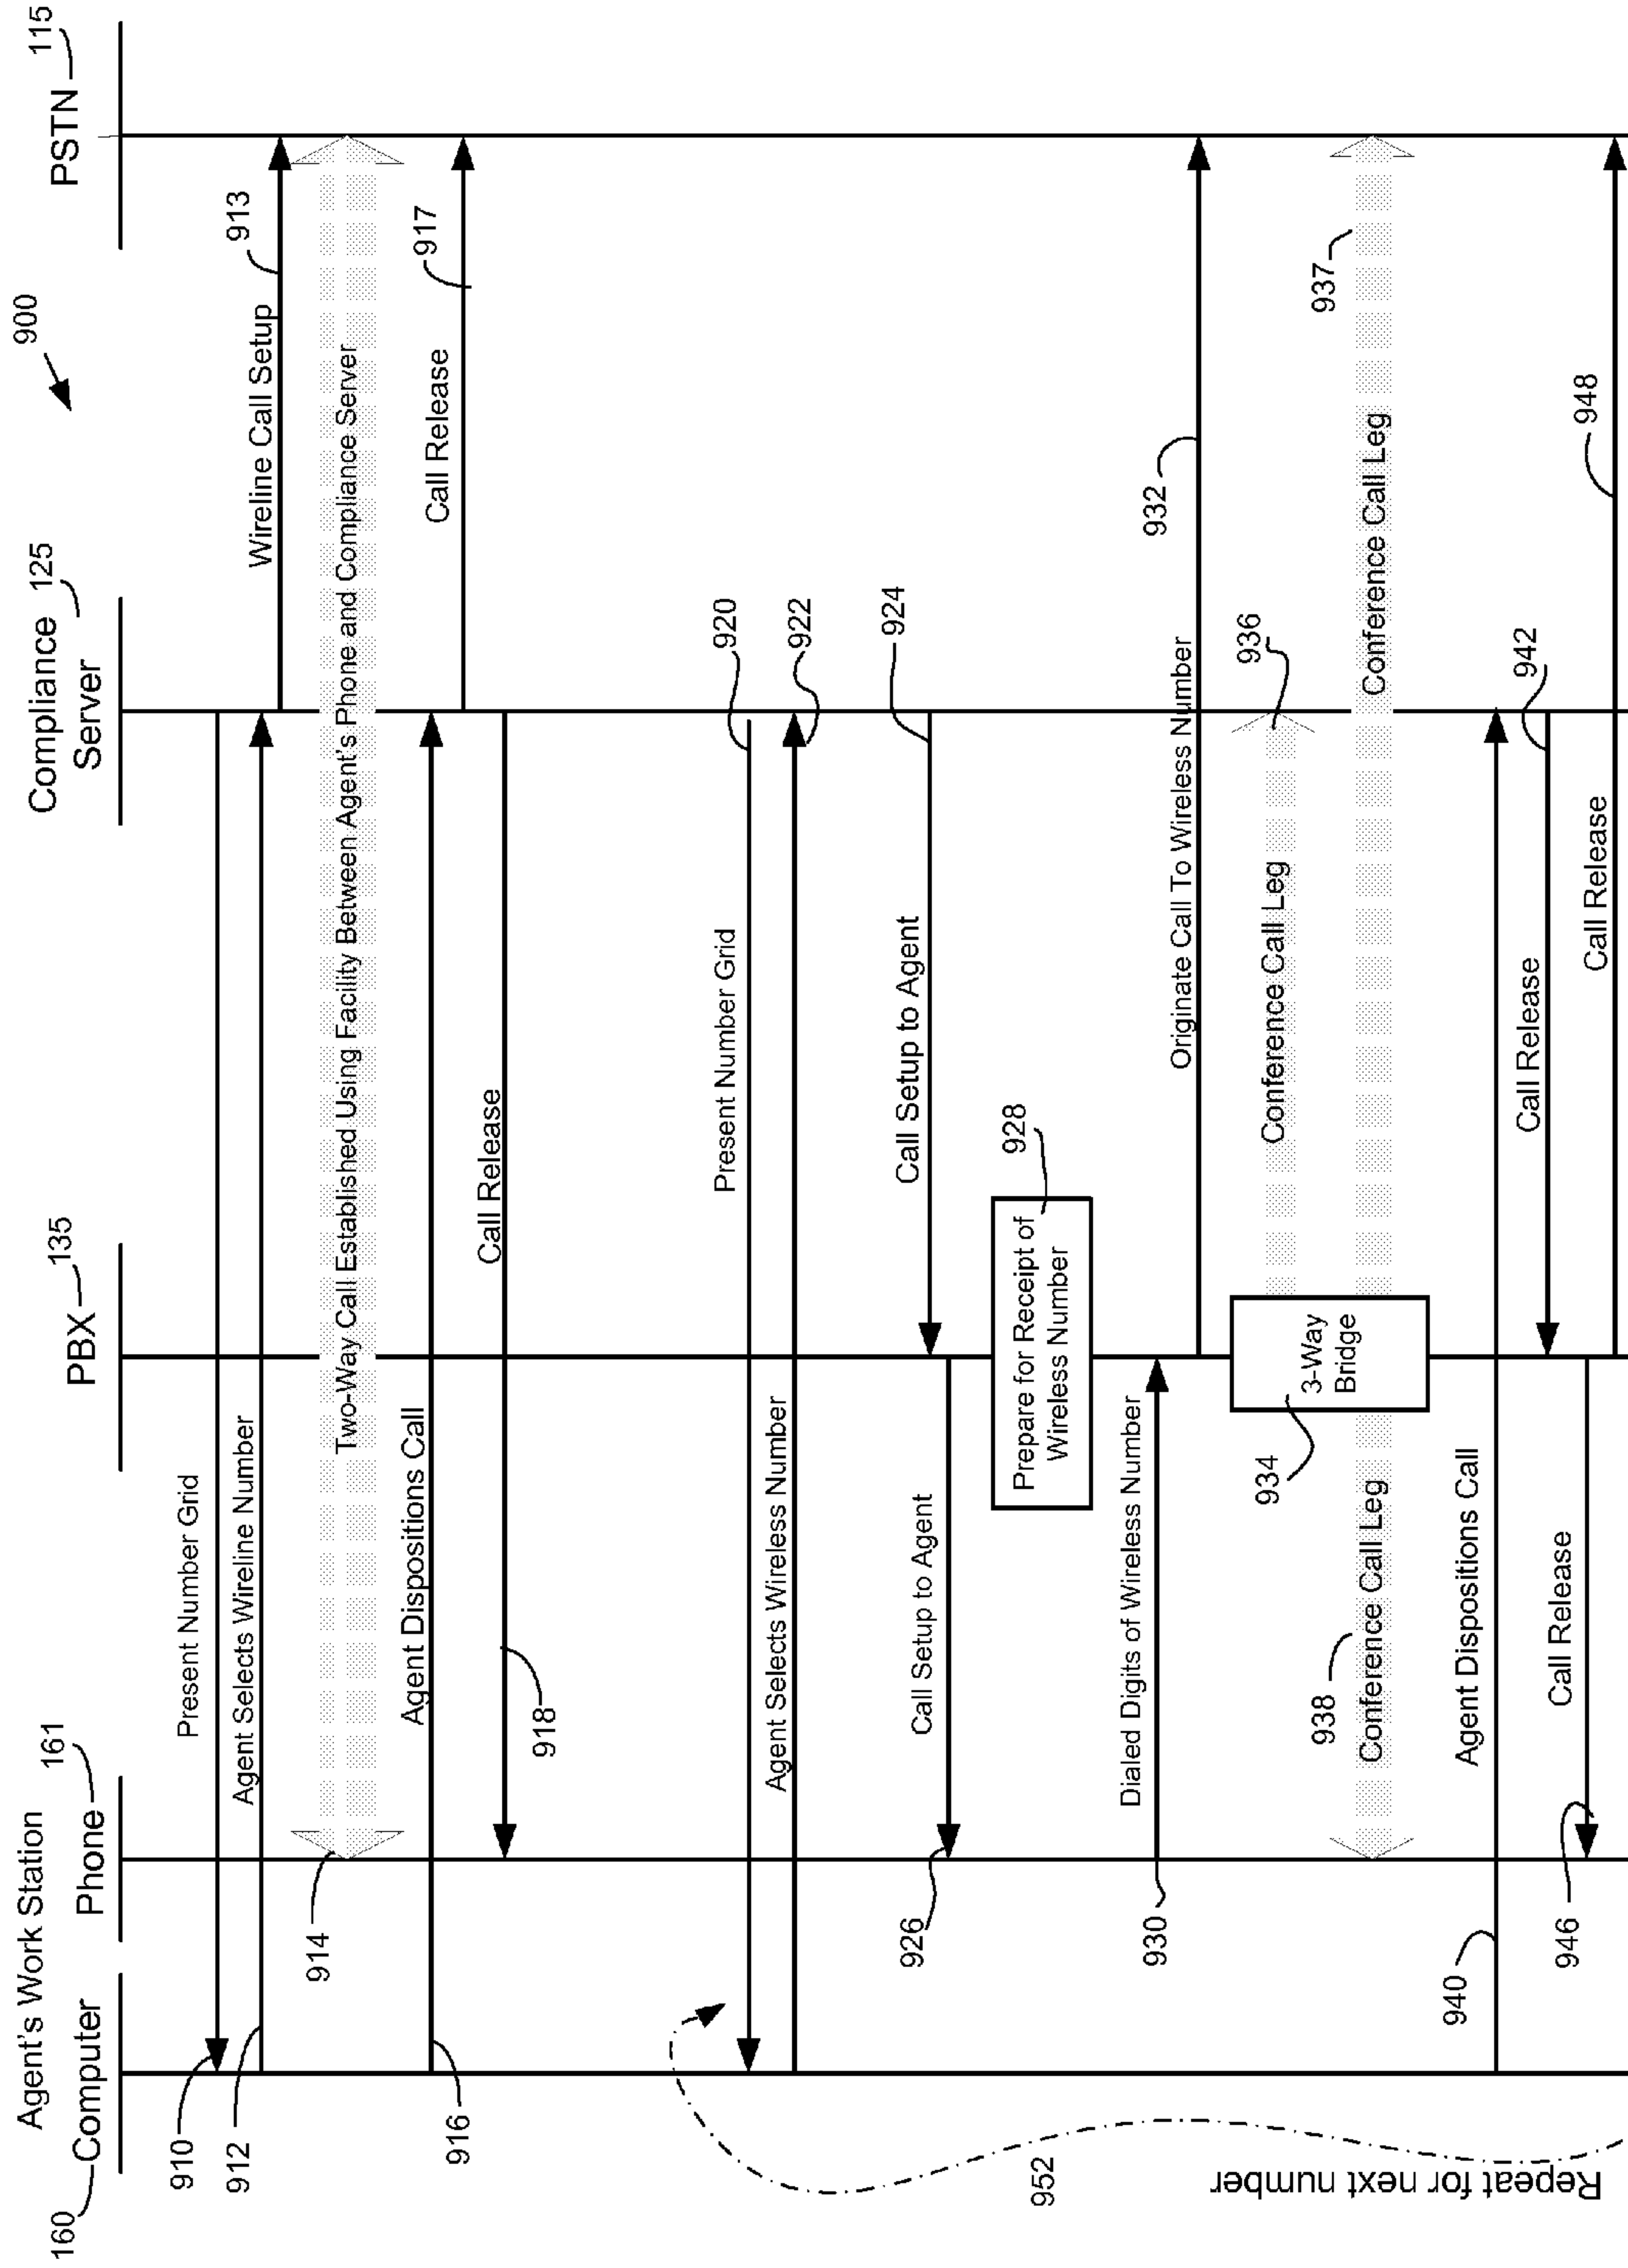 900
Agent's Work Station
160
Computer
Phone
161
PBX
135
Compliance
Server
125
PSTN
115
910
Present Number Grid
912
Agent Selects Wireline Number
Wireline Call Setup
913
914
Two-Way Call Established Using Facility Between Agent's Phone and Compliance Server
916
Agent Dispositions Call
Call Release
917
918
Call Release
Present Number Grid
920
Agent Selects Wireless Number
922
Call Setup to Agent
924
926
Call Setup to Agent
Prepare for Receipt of
Wireless Number
928
930
Dialed Digits of Wireless Number
Originate Call To Wireless Number
932
934
3-Way
Bridge
Conference Call Leg
936
938
Conference Call Leg
Conference Call Leg
937
940
Agent Dispositions Call
Call Release
942
946
Call Release
Call Release
948
952
Repeat for next number